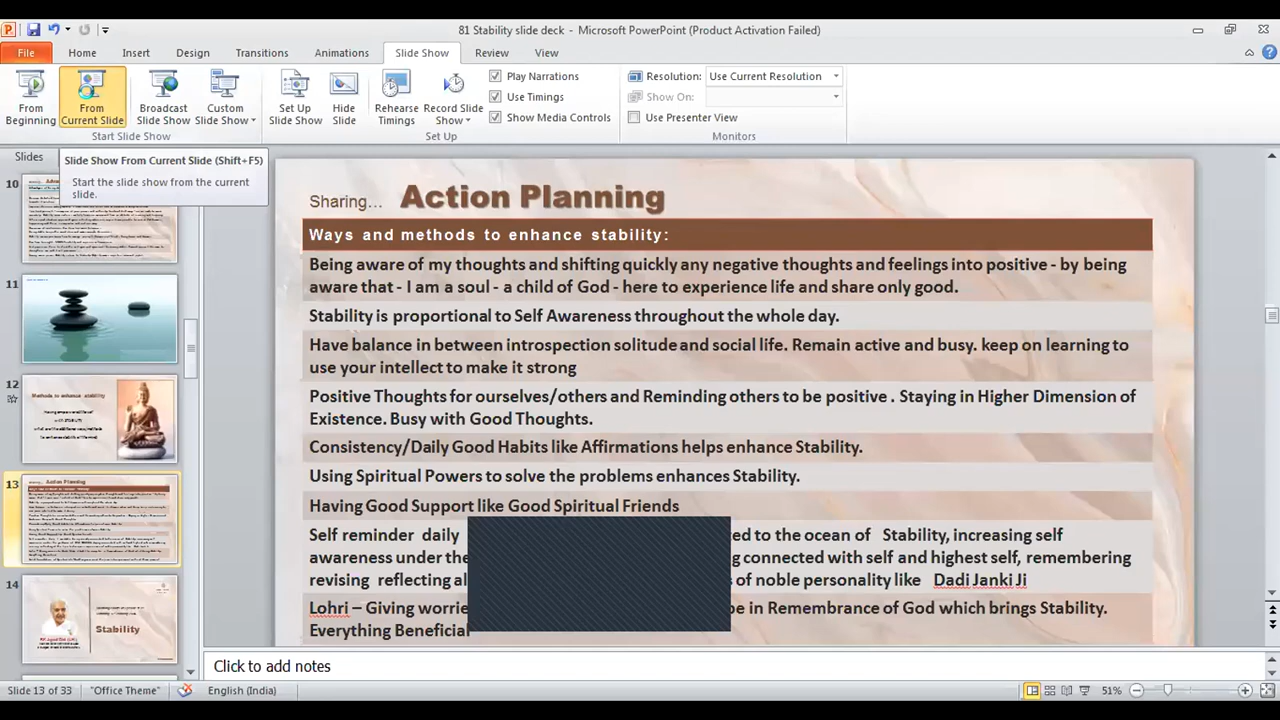 81 Stability slide deck - Microsoft PowerPoint (Product Activation Failed)
File Home Insert Design Transitions Animations Slide Show Review View
From Beginning
From Current Slide
Broadcast Slide Show
Custom Slide Show
Set Up Slide Show
Hide Slide
Rehearse Timings
Record Slide Show
Play Narrations
Use Timings
Show Media Controls
Resolution: Use Current Resolution
Show On:
Use Presenter View
Start Slide Show
Set Up
Monitors
Slides
Slide Show From Current Slide (Shift+F5)
Start the slide show from the current
slide.
10
11
12
Methods to enhance - stability
13
Action Planning
14
Stability
Sharing... Action Planning
Ways and methods to enhance stability:
Being aware of my thoughts and shifting quickly any negative thoughts and feelings into positive - by being
aware that - I am a soul - a child of God - here to experience life and share only good.
Stability is proportional to Self Awareness throughout the whole day.
Have balance in between introspection solitude and social life. Remain active and busy. keep on learning to
use your intellect to make it strong
Positive Thoughts for ourselves/others and Reminding others to be positive . Staying in Higher Dimension of
Existence. Busy with Good Thoughts.
Consistency/Daily Good Habits like Affirmations helps enhance Stability.
Using Spiritual Powers to solve the problems enhances Stability.
Having Good Support like Good Spiritual Friends
Self reminder daily to the ocean of Stability, increasing self
awareness under the connected with self and highest self, remembering
revising reflecting of noble personality like Dadi Janki Ji
Lohri – Giving in Remembrance of God which brings Stability.
Everything Beneficial
Click to add notes
Slide 13 of 33 "Office Theme" English (India) 51%